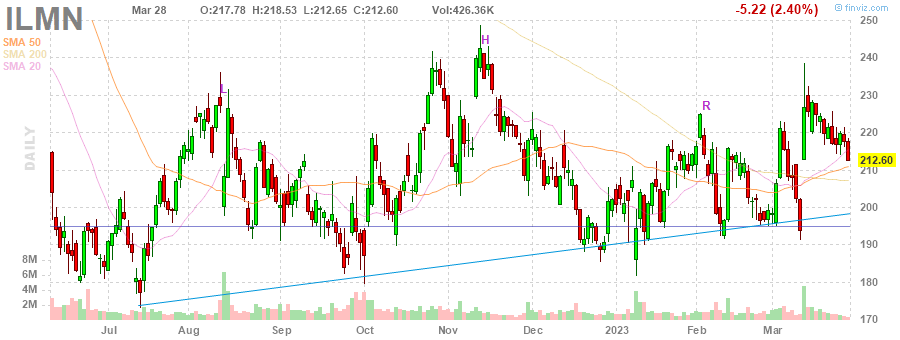 ILMN Mar 28 O:217.78 H:218.53 L:212.65 C:212.60 Vol:426.36K -5.22 (2.40%) @ finviz.com
SMA 50
SMA 200
SMA 20
DAILY
L
H
R
250
240
230
220
212.60
210
200
190
180
170
8M
6M
4M
2M
Jul Aug Sep Oct Nov Dec 2023 Feb Mar